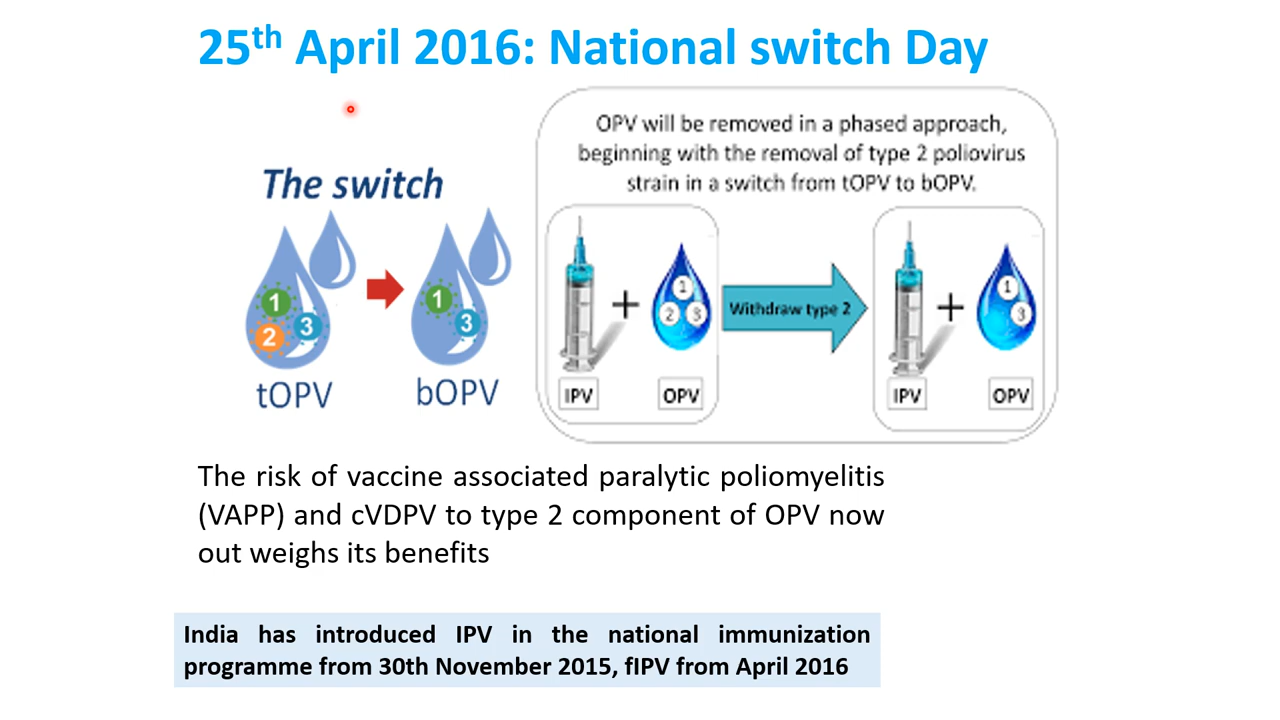 25th April 2016: National switch Day
The switch
1
2
3
1
3
tOPV
bOPV
OPV will be removed in a phased approach,
beginning with the removal of type 2 poliovirus
strain in a switch from tOPV to bOPV.
+
1
2
3
Withdraw type 2
+
1
3
IPV
OPV
IPV
OPV
The risk of vaccine associated paralytic poliomyelitis
(VAPP) and cVDPV to type 2 component of OPV now
out weighs its benefits
India has introduced IPV in the national immunization
programme from 30th November 2015, fIPV from April 2016